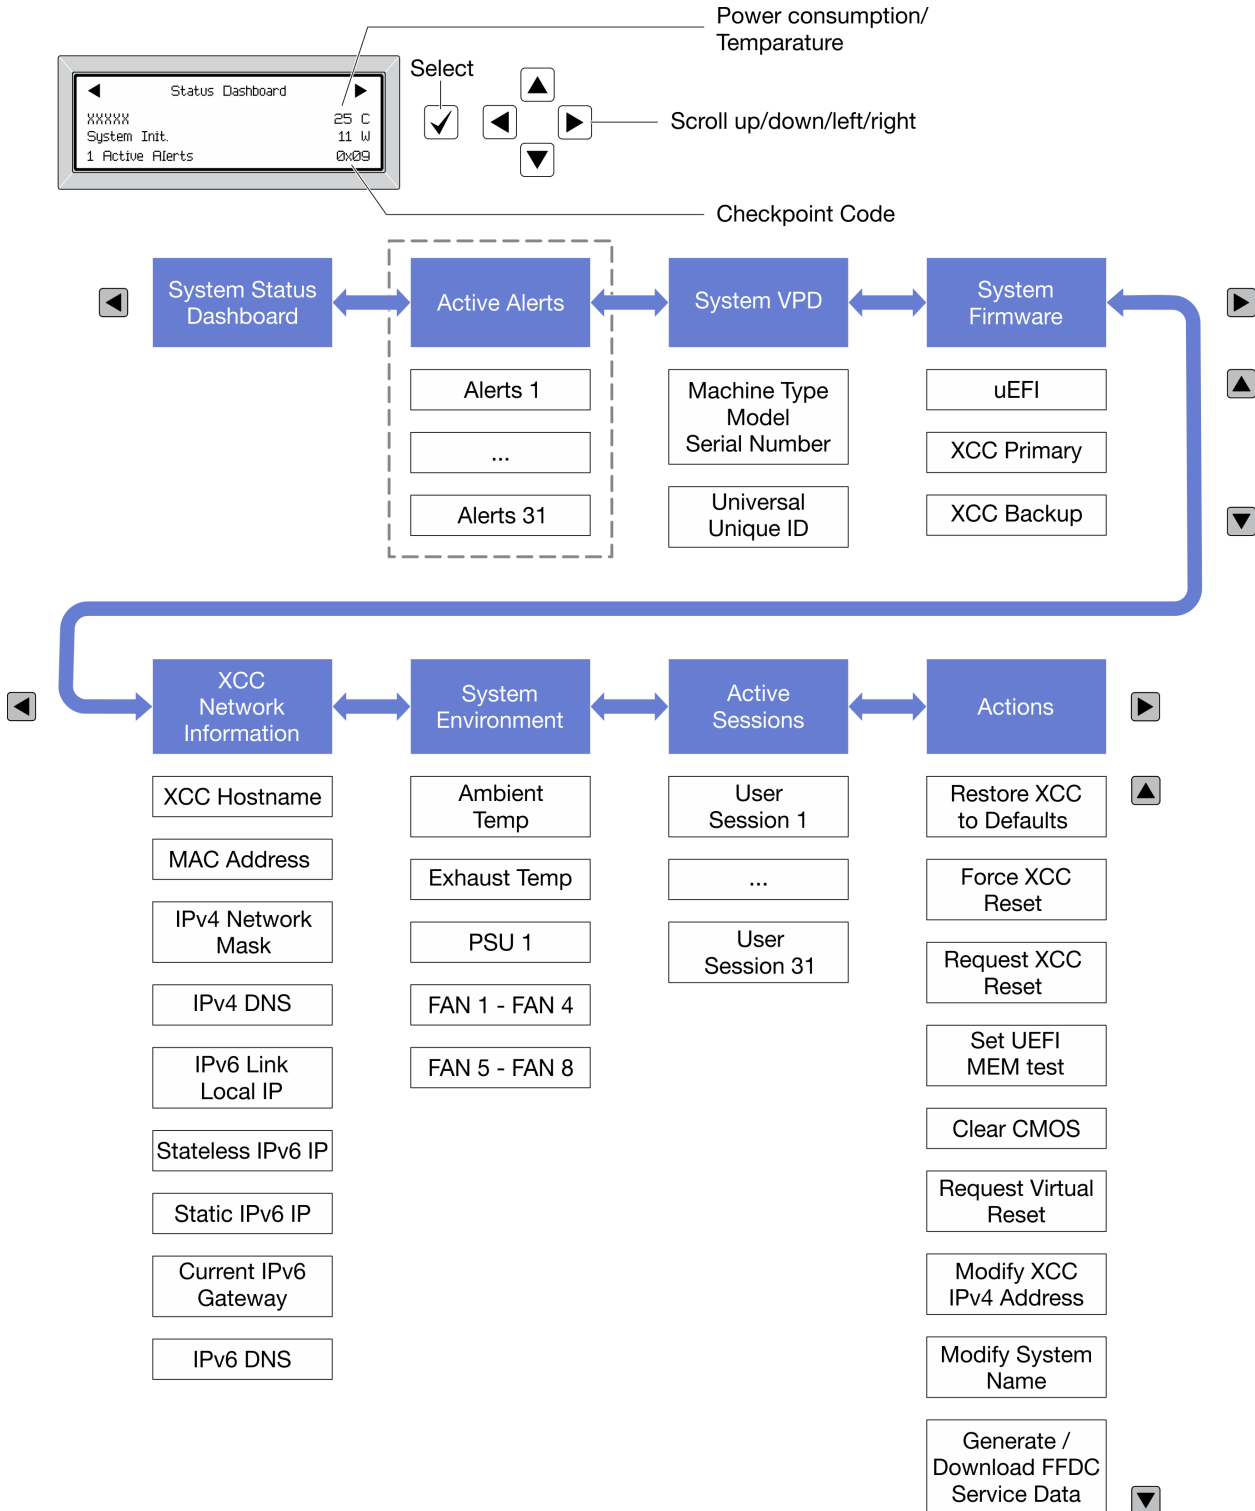 Power consumption/
Temparature
Select
Status Dashboard
XXXXX 25 C
System Init. 11 W
1 Active Alerts 0x09
Scroll up/down/left/right
Checkpoint Code
System Status
Dashboard
Active Alerts
System VPD
System
Firmware
Alerts 1
...
Alerts 31
Machine Type
Model
Serial Number
Universal
Unique ID
uEFI
XCC Primary
XCC Backup
XCC
Network
Information
System
Environment
Active
Sessions
Actions
XCC Hostname
MAC Address
IPv4 Network
Mask
IPv4 DNS
IPv6 Link
Local IP
Stateless IPv6 IP
Static IPv6 IP
Current IPv6
Gateway
IPv6 DNS
Ambient
Temp
Exhaust Temp
PSU 1
FAN 1 - FAN 4
FAN 5 - FAN 8
User
Session 1
...
User
Session 31
Restore XCC
to Defaults
Force XCC
Reset
Request XCC
Reset
Set UEFI
MEM test
Clear CMOS
Request Virtual
Reset
Modify XCC
IPv4 Address
Modify System
Name
Generate /
Download FFDC
Service Data